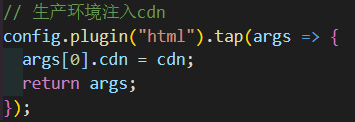 // 生产环境注入cdn
config.plugin("html").tap(args => {
  args[0].cdn = cdn;
  return args;
});